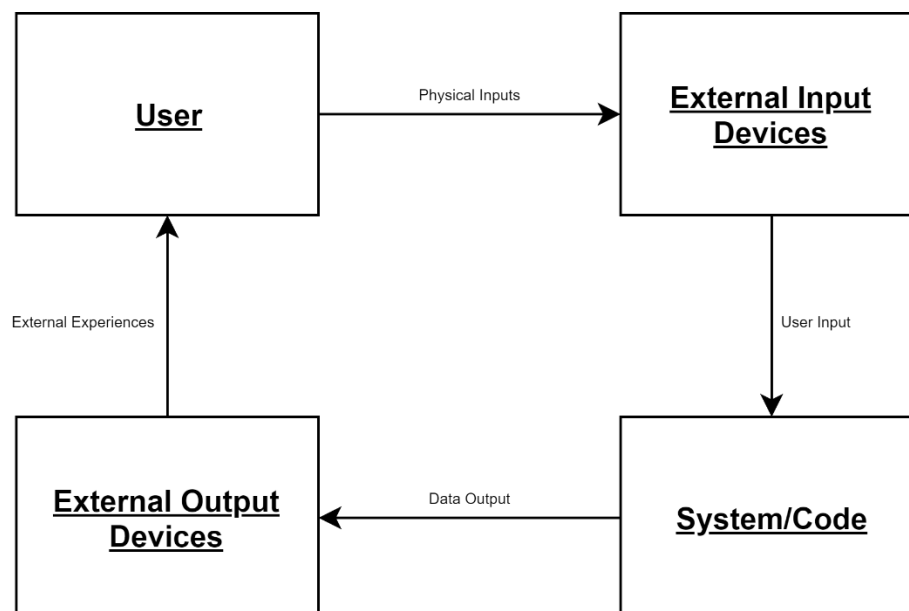 User
Physical Inputs
External Input
Devices
External Experiences
User Input
External Output
Devices
Data Output
System/Code